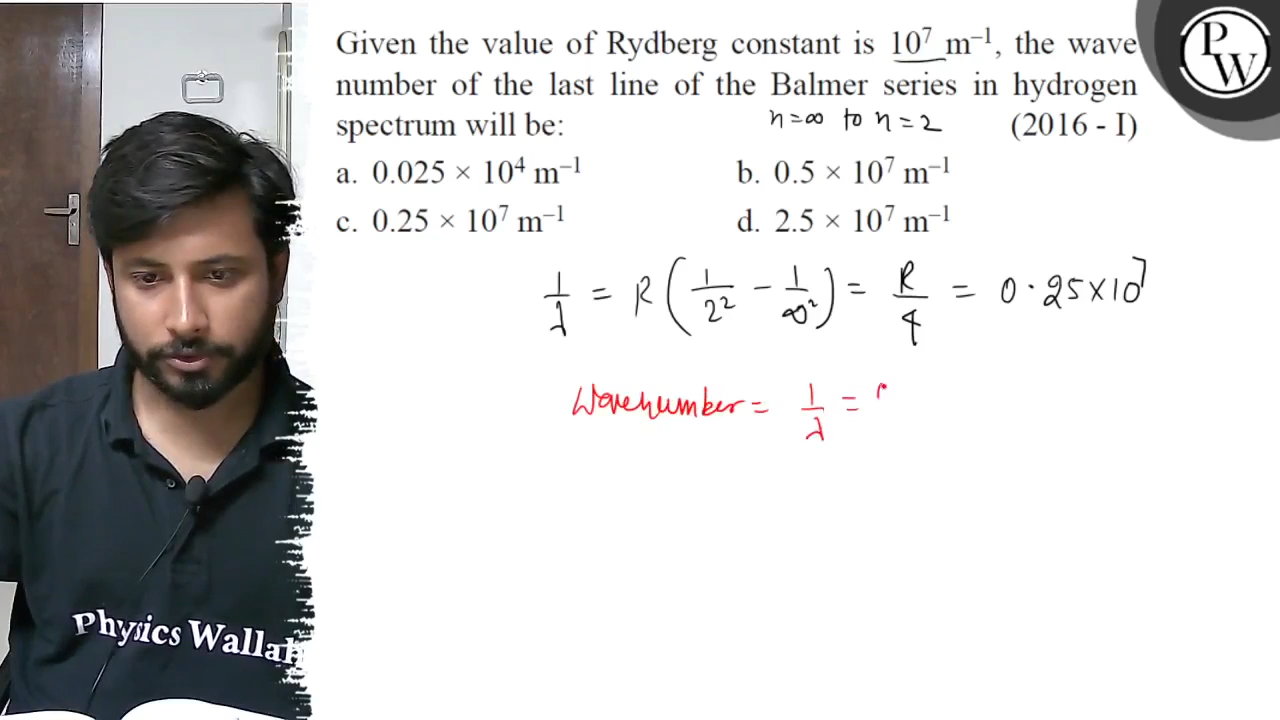 Given the value of Rydberg constant is 10⁷ m⁻¹, the wave
number of the last line of the Balmer series in hydrogen
spectrum will be: n=∞ to n=2 (2016 - I)
a. 0.025 × 10⁴ m⁻¹ b. 0.5 × 10⁷ m⁻¹
c. 0.25 × 10⁷ m⁻¹ d. 2.5 × 10⁷ m⁻¹
1/λ = R(1/2² − 1/∞²) = R/4 = 0.25×10⁷
Wavenumber = 1/λ =
PW
Physics Wallah